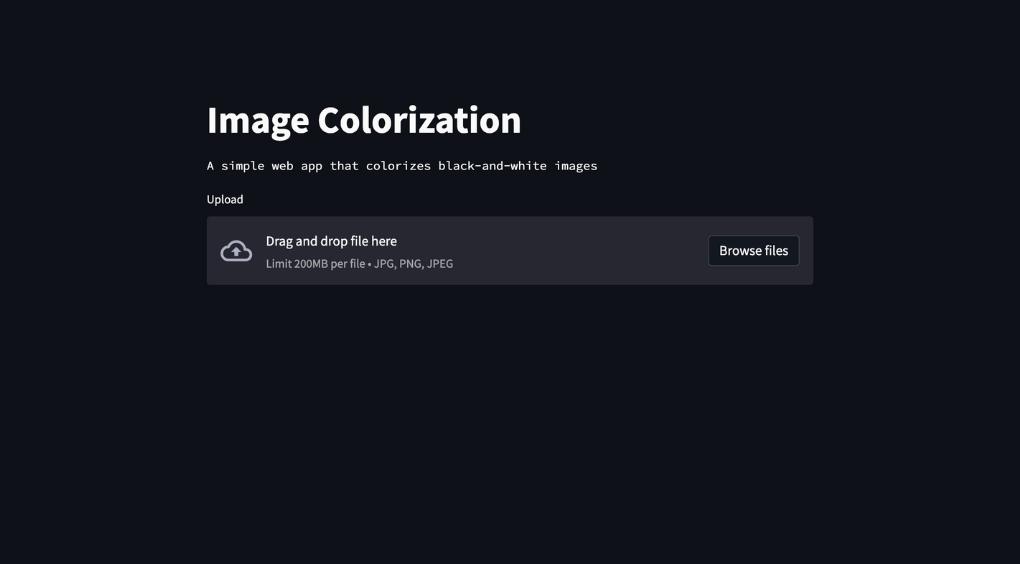 Image Colorization
A simple web app that colorizes black-and-white images
Upload
Drag and drop file here
Limit 200MB per file • JPG, PNG, JPEG
Browse files